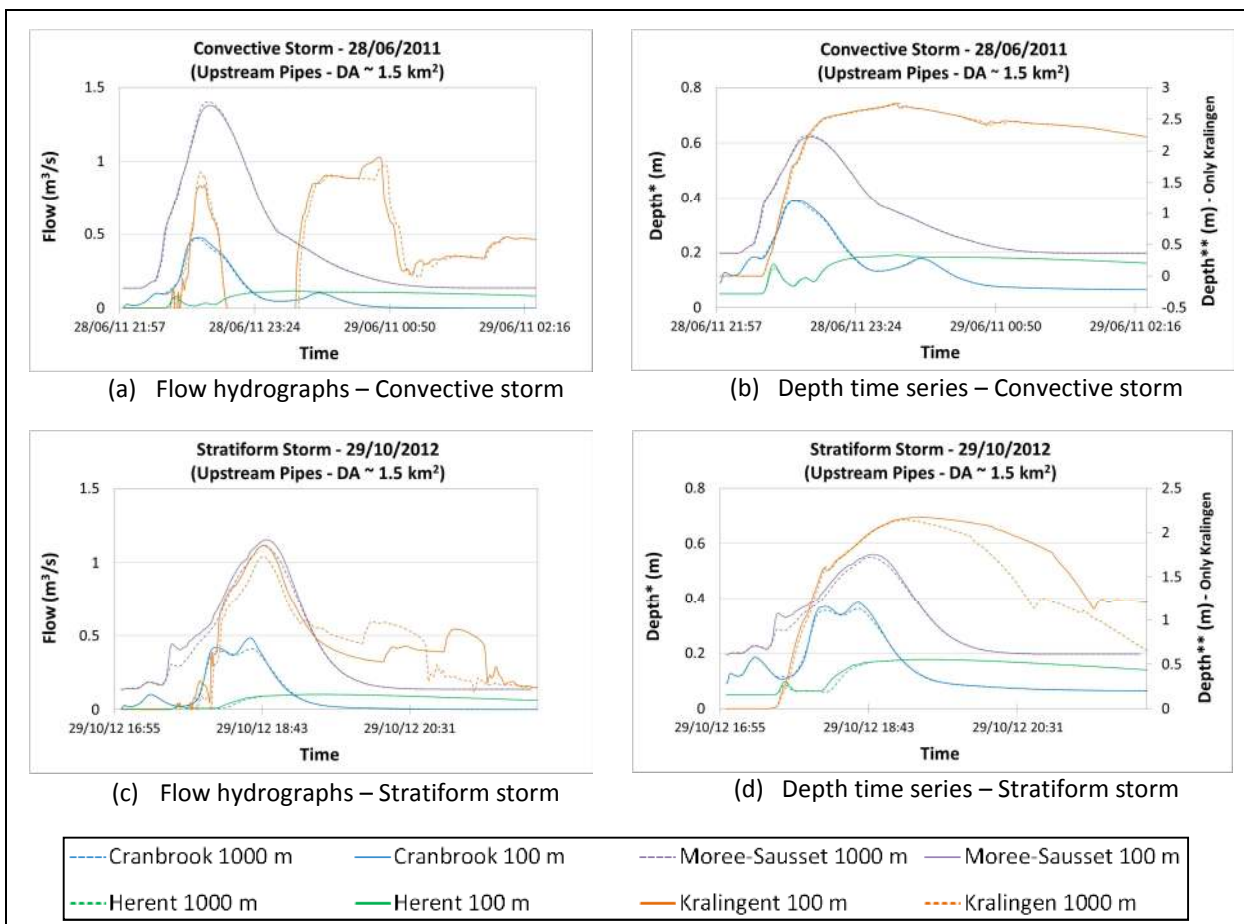 Convective Storm - 28/06/2011
(Upstream Pipes - DA ~ 1.5 km²)
1.5
1
0.5
0
Flow (m³/s)
28/06/11 21:57 28/06/11 23:24 29/06/11 00:50 29/06/11 02:16
Time
(a) Flow hydrographs – Convective storm
Convective Storm - 28/06/2011
(Upstream Pipes - DA ~ 1.5 km²)
0.8
0.6
0.4
0.2
0
Depth* (m)
3
2.5
2
1.5
1
0.5
0
-0.5
Depth** (m) - Only Kralingen
28/06/11 21:57 28/06/11 23:24 29/06/11 00:50 29/06/11 02:16
Time
(b) Depth time series – Convective storm
Stratiform Storm - 29/10/2012
(Upstream Pipes - DA ~ 1.5 km²)
1.5
1
0.5
0
Flow (m³/s)
29/10/12 16:55 29/10/12 18:43 29/10/12 20:31
Time
(c) Flow hydrographs – Stratiform storm
Stratiform Storm - 29/10/2012
(Upstream Pipes - DA ~ 1.5 km²)
0.8
0.6
0.4
0.2
0
Depth* (m)
2.5
2
1.5
1
0.5
0
Depth** (m) - Only Kralingen
29/10/12 16:55 29/10/12 18:43 29/10/12 20:31
Time
(d) Depth time series – Stratiform storm
Cranbrook 1000 m Cranbrook 100 m Moree-Sausset 1000 m Moree-Sausset 100 m
Herent 1000 m Herent 100 m Kralingent 100 m Kralingen 1000 m